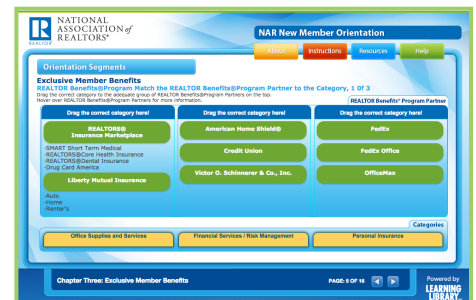 NATIONAL
ASSOCIATION of
REALTORS®
REALTOR
NAR New Member Orientation
About
Instructions
Resources
Help
Orientation Segments
Exclusive Member Benefits
REALTOR Benefits®Program Match the REALTOR Benefits®Program Partner to the Category, 1 Of 3
Drag the correct category to the adequate group of REALTOR Benefits®Program Partners on the top.
Hover over REALTOR Benefits®Program Partners for more information.
REALTOR Benefits® Program Partner
Drag the correct category here!
Drag the correct category here!
Drag the correct category here!
REALTORS®
Insurance Marketplace
-SMART Short Term Medical
-REALTORS®Core Health Insurance
-REALTORS®Dental Insurance
-Drug Card America
Liberty Mutual Insurance
-Auto
-Home
-Renter's
American Home Shield®
Credit Union
Victor O. Schinnerer & Co., Inc.
FedEx
FedEx Office
OfficeMax
Categories
Office Supplies and Services
Financial Services / Risk Management
Personal Insurance
Chapter Three: Exclusive Member Benefits
PAGE: 5 OF 16
Powered by
LEARNING
LIBRARY